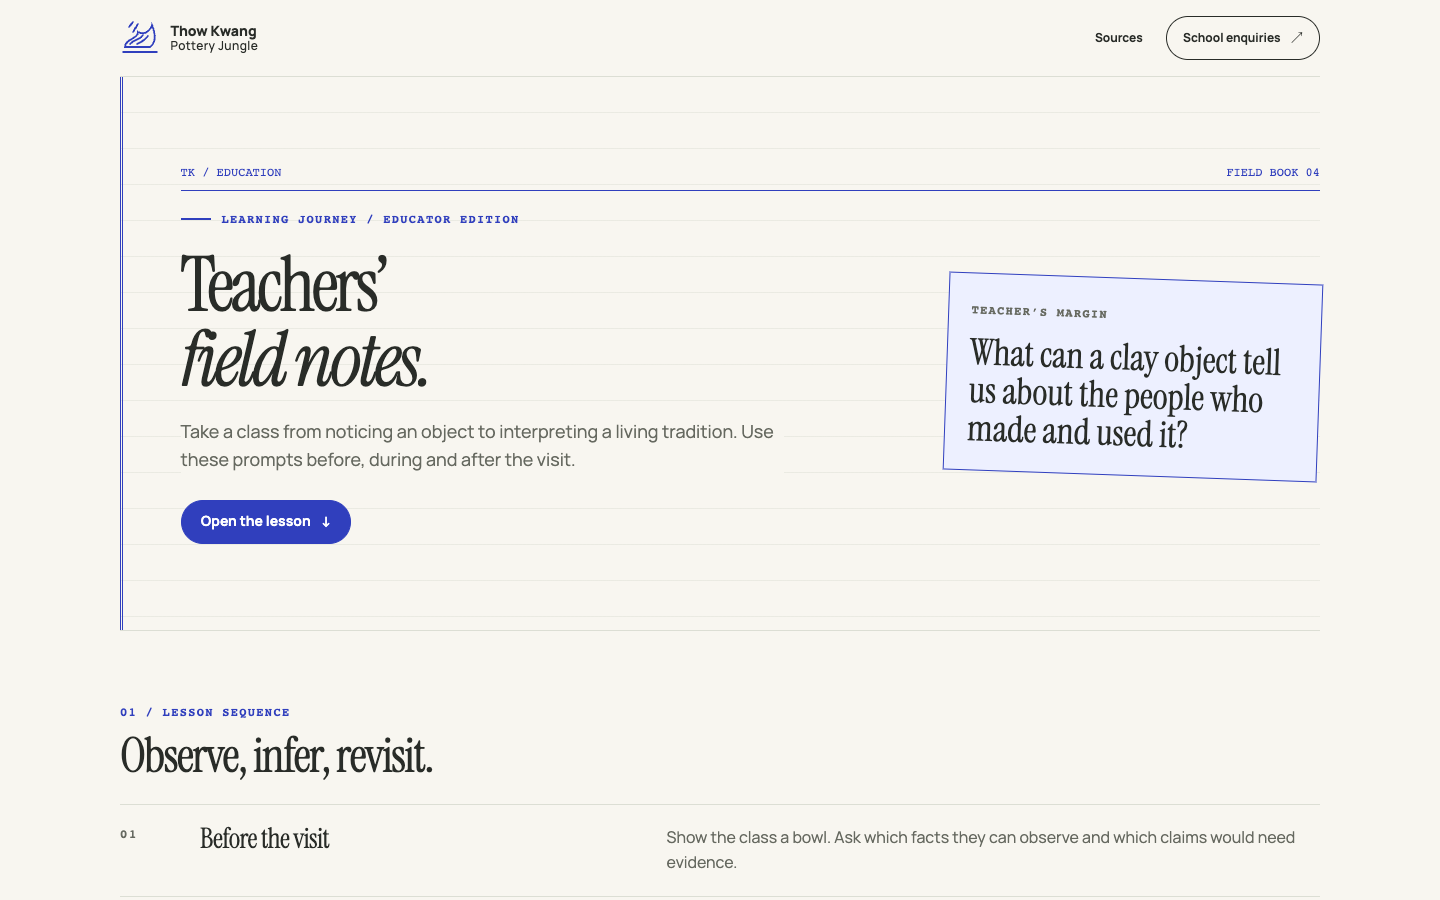 Thow Kwang
Pottery Jungle
Sources
School enquiries ↗
TK / EDUCATION
FIELD BOOK 04
LEARNING JOURNEY / EDUCATOR EDITION
Teachers’
field notes.
Take a class from noticing an object to interpreting a living tradition. Use
these prompts before, during and after the visit.
Open the lesson ↓
TEACHER’S MARGIN
What can a clay object tell
us about the people who
made and used it?
01 / LESSON SEQUENCE
Observe, infer, revisit.
01
Before the visit
Show the class a bowl. Ask which facts they can observe and which claims would need
evidence.